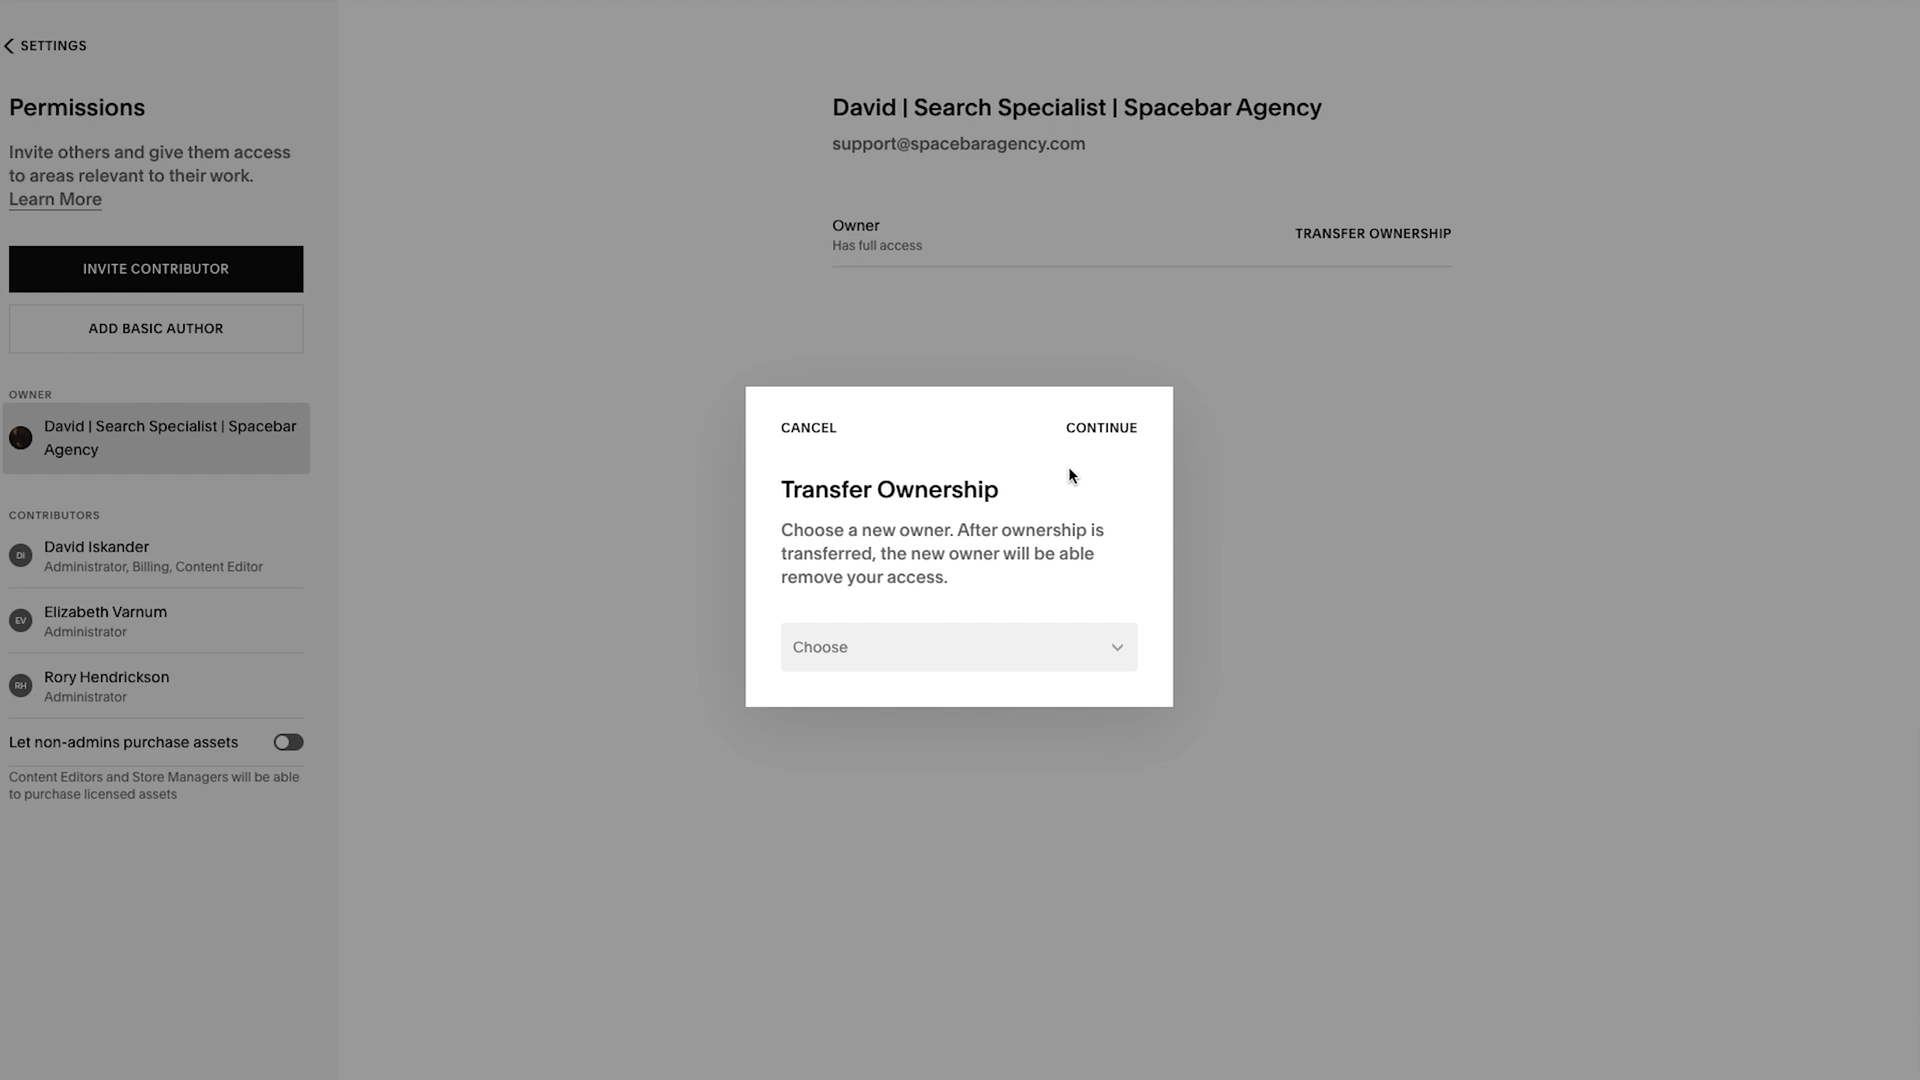 SETTINGS
Permissions
Invite others and give them access
to areas relevant to their work.
Learn More
INVITE CONTRIBUTOR
ADD BASIC AUTHOR
OWNER
David | Search Specialist | Spacebar
Agency
CONTRIBUTORS
DI
David Iskander
Administrator, Billing, Content Editor
EV
Elizabeth Varnum
Administrator
RH
Rory Hendrickson
Administrator
Let non-admins purchase assets
Content Editors and Store Managers will be able
to purchase licensed assets
David | Search Specialist | Spacebar Agency
support@spacebaragency.com
Owner
Has full access
TRANSFER OWNERSHIP
CANCEL
CONTINUE
Transfer Ownership
Choose a new owner. After ownership is
transferred, the new owner will be able
remove your access.
Choose